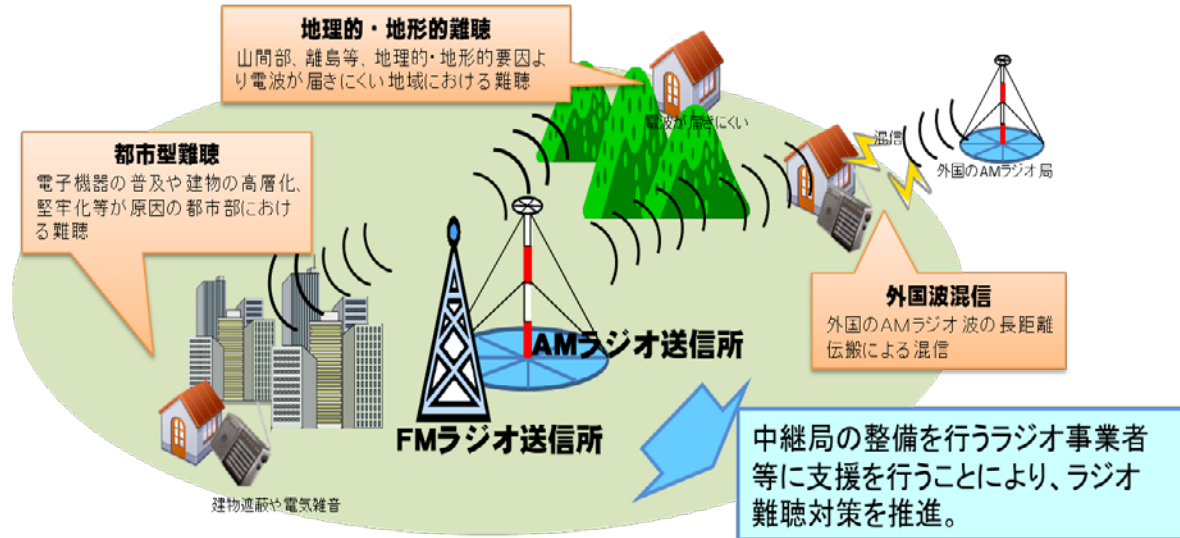 地理的・地形的難聴
山間部、離島等、地理的・地形的要因よ
り電波が届きにくい地域における難聴
電波が届きにくい
混信
外国のAMラジオ局
都市型難聴
電子機器の普及や建物の高層化、
堅牢化等が原因の都市部におけ
る難聴
外国波混信
外国のAMラジオ波の長距離
伝搬による混信
AMラジオ送信所
FMラジオ送信所
建物遮蔽や電気雑音
中継局の整備を行うラジオ事業者
等に支援を行うことにより、ラジオ
難聴対策を推進。